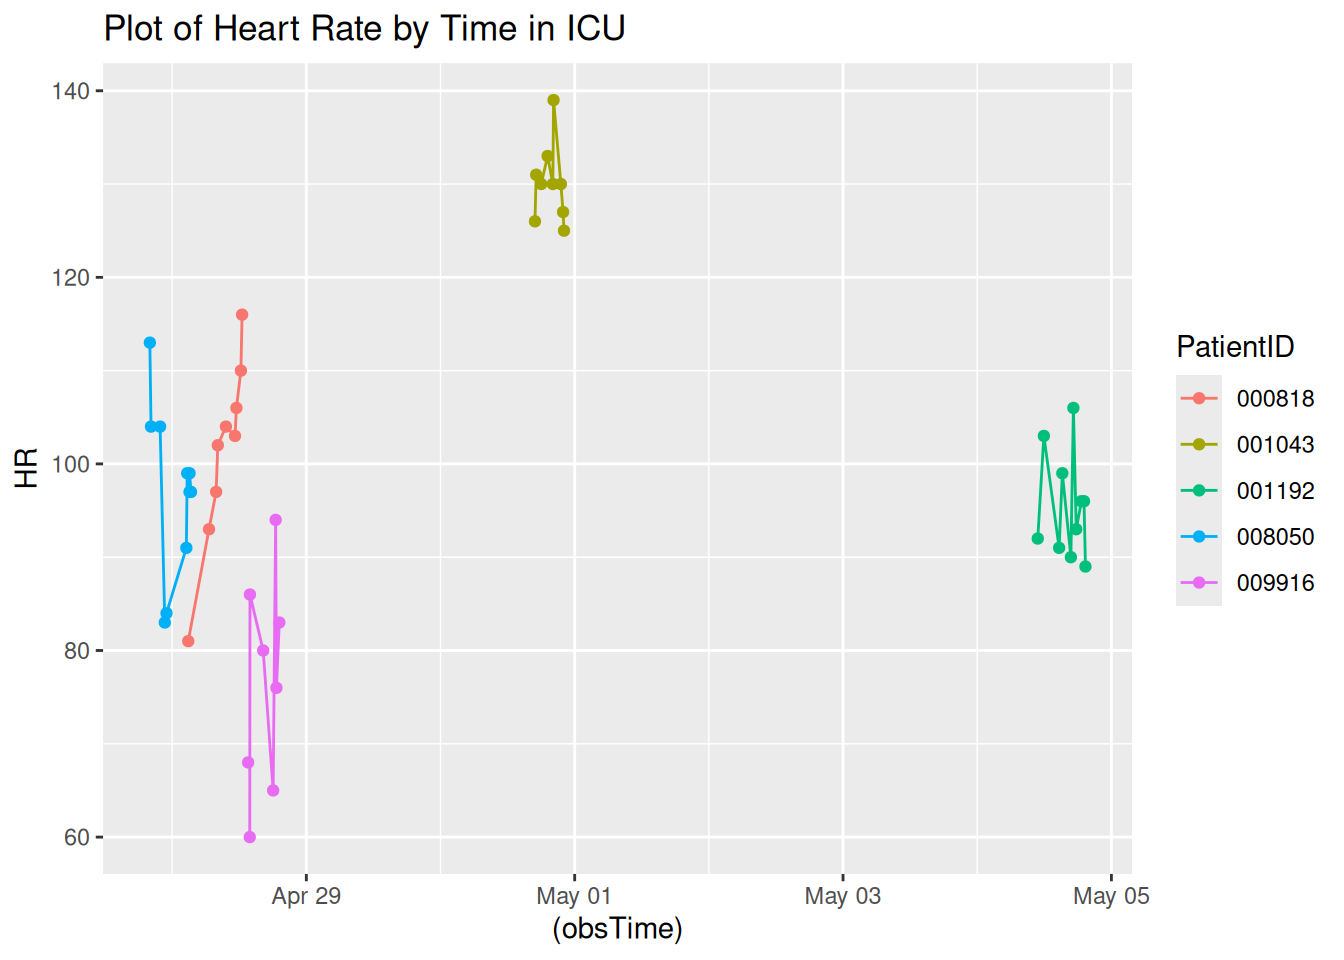 Plot of Heart Rate by Time in ICU
140
120
100
80
60
HR
Apr 29
May 01
May 03
May 05
(obsTime)
PatientID
000818
001043
001192
008050
009916